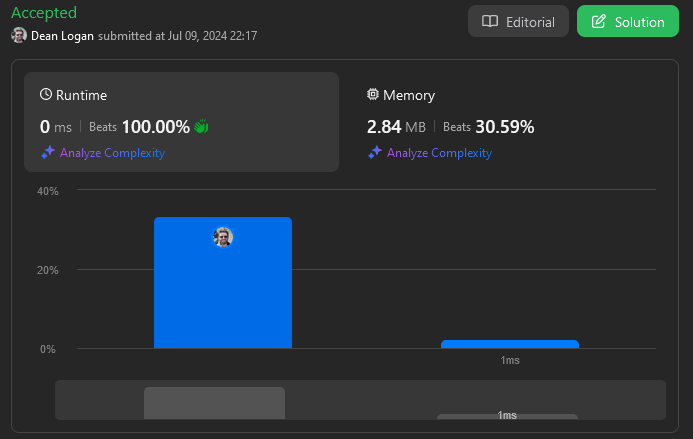 Accepted
Editorial
Solution
Dean Logan submitted at Jul 09, 2024 22:17
Runtime
0 ms | Beats 100.00%
Analyze Complexity
Memory
2.84 MB | Beats 30.59%
Analyze Complexity
40%
20%
0%
1ms
1ms